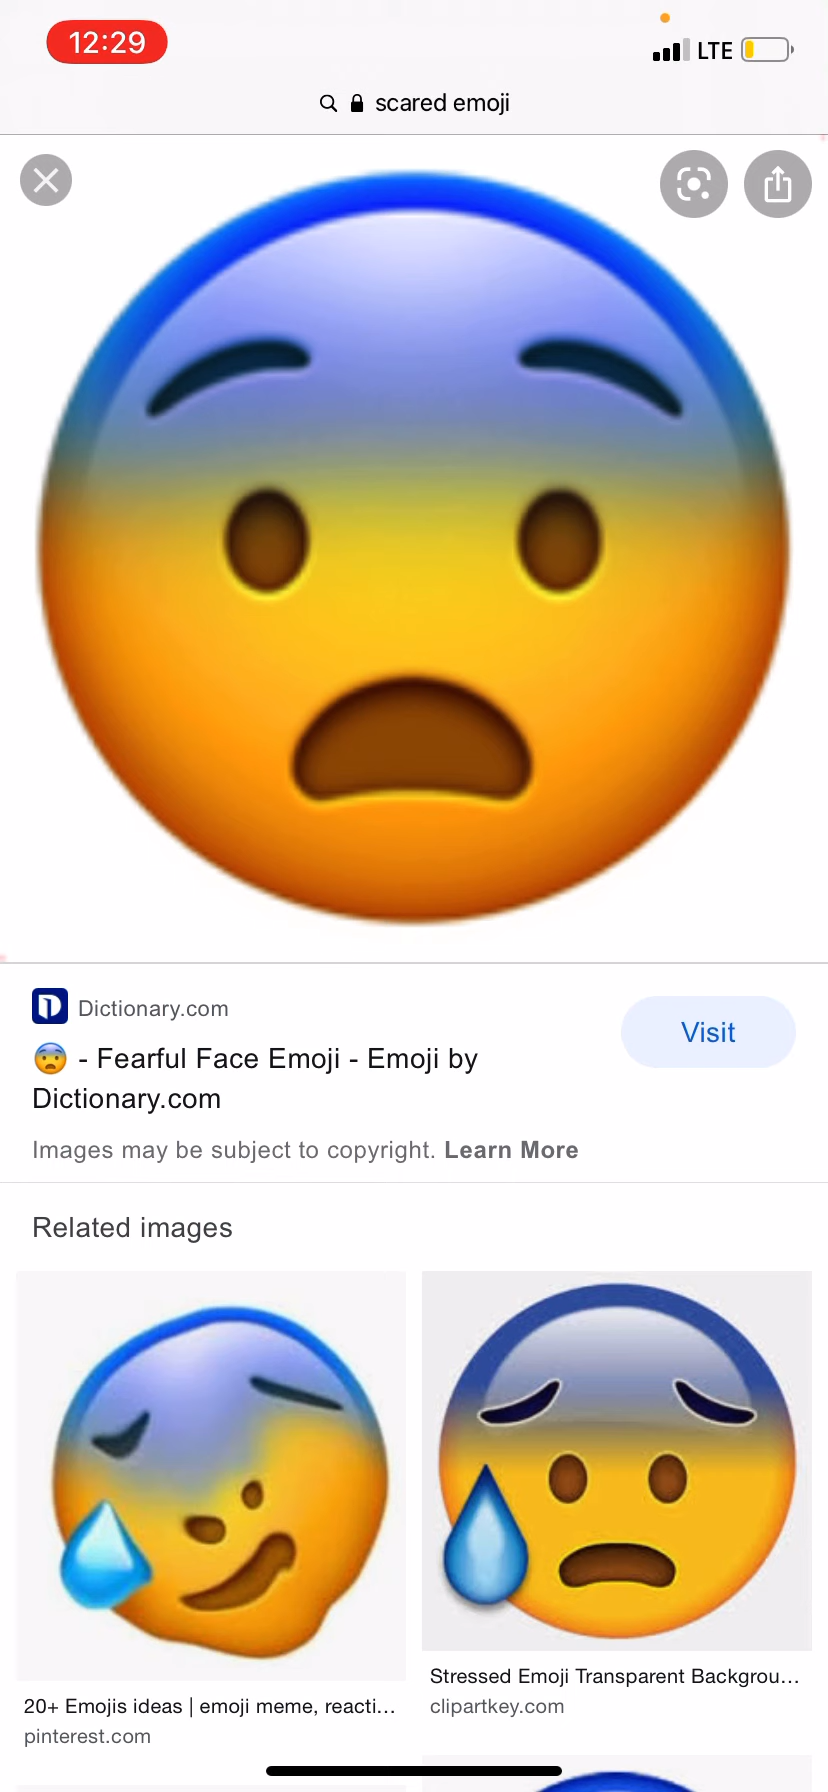 12:29
LTE
scared emoji
Dictionary.com
😨 - Fearful Face Emoji - Emoji by
Dictionary.com
Visit
Images may be subject to copyright. Learn More
Related images
20+ Emojis ideas | emoji meme, reacti...
pinterest.com
Stressed Emoji Transparent Backgrou...
clipartkey.com